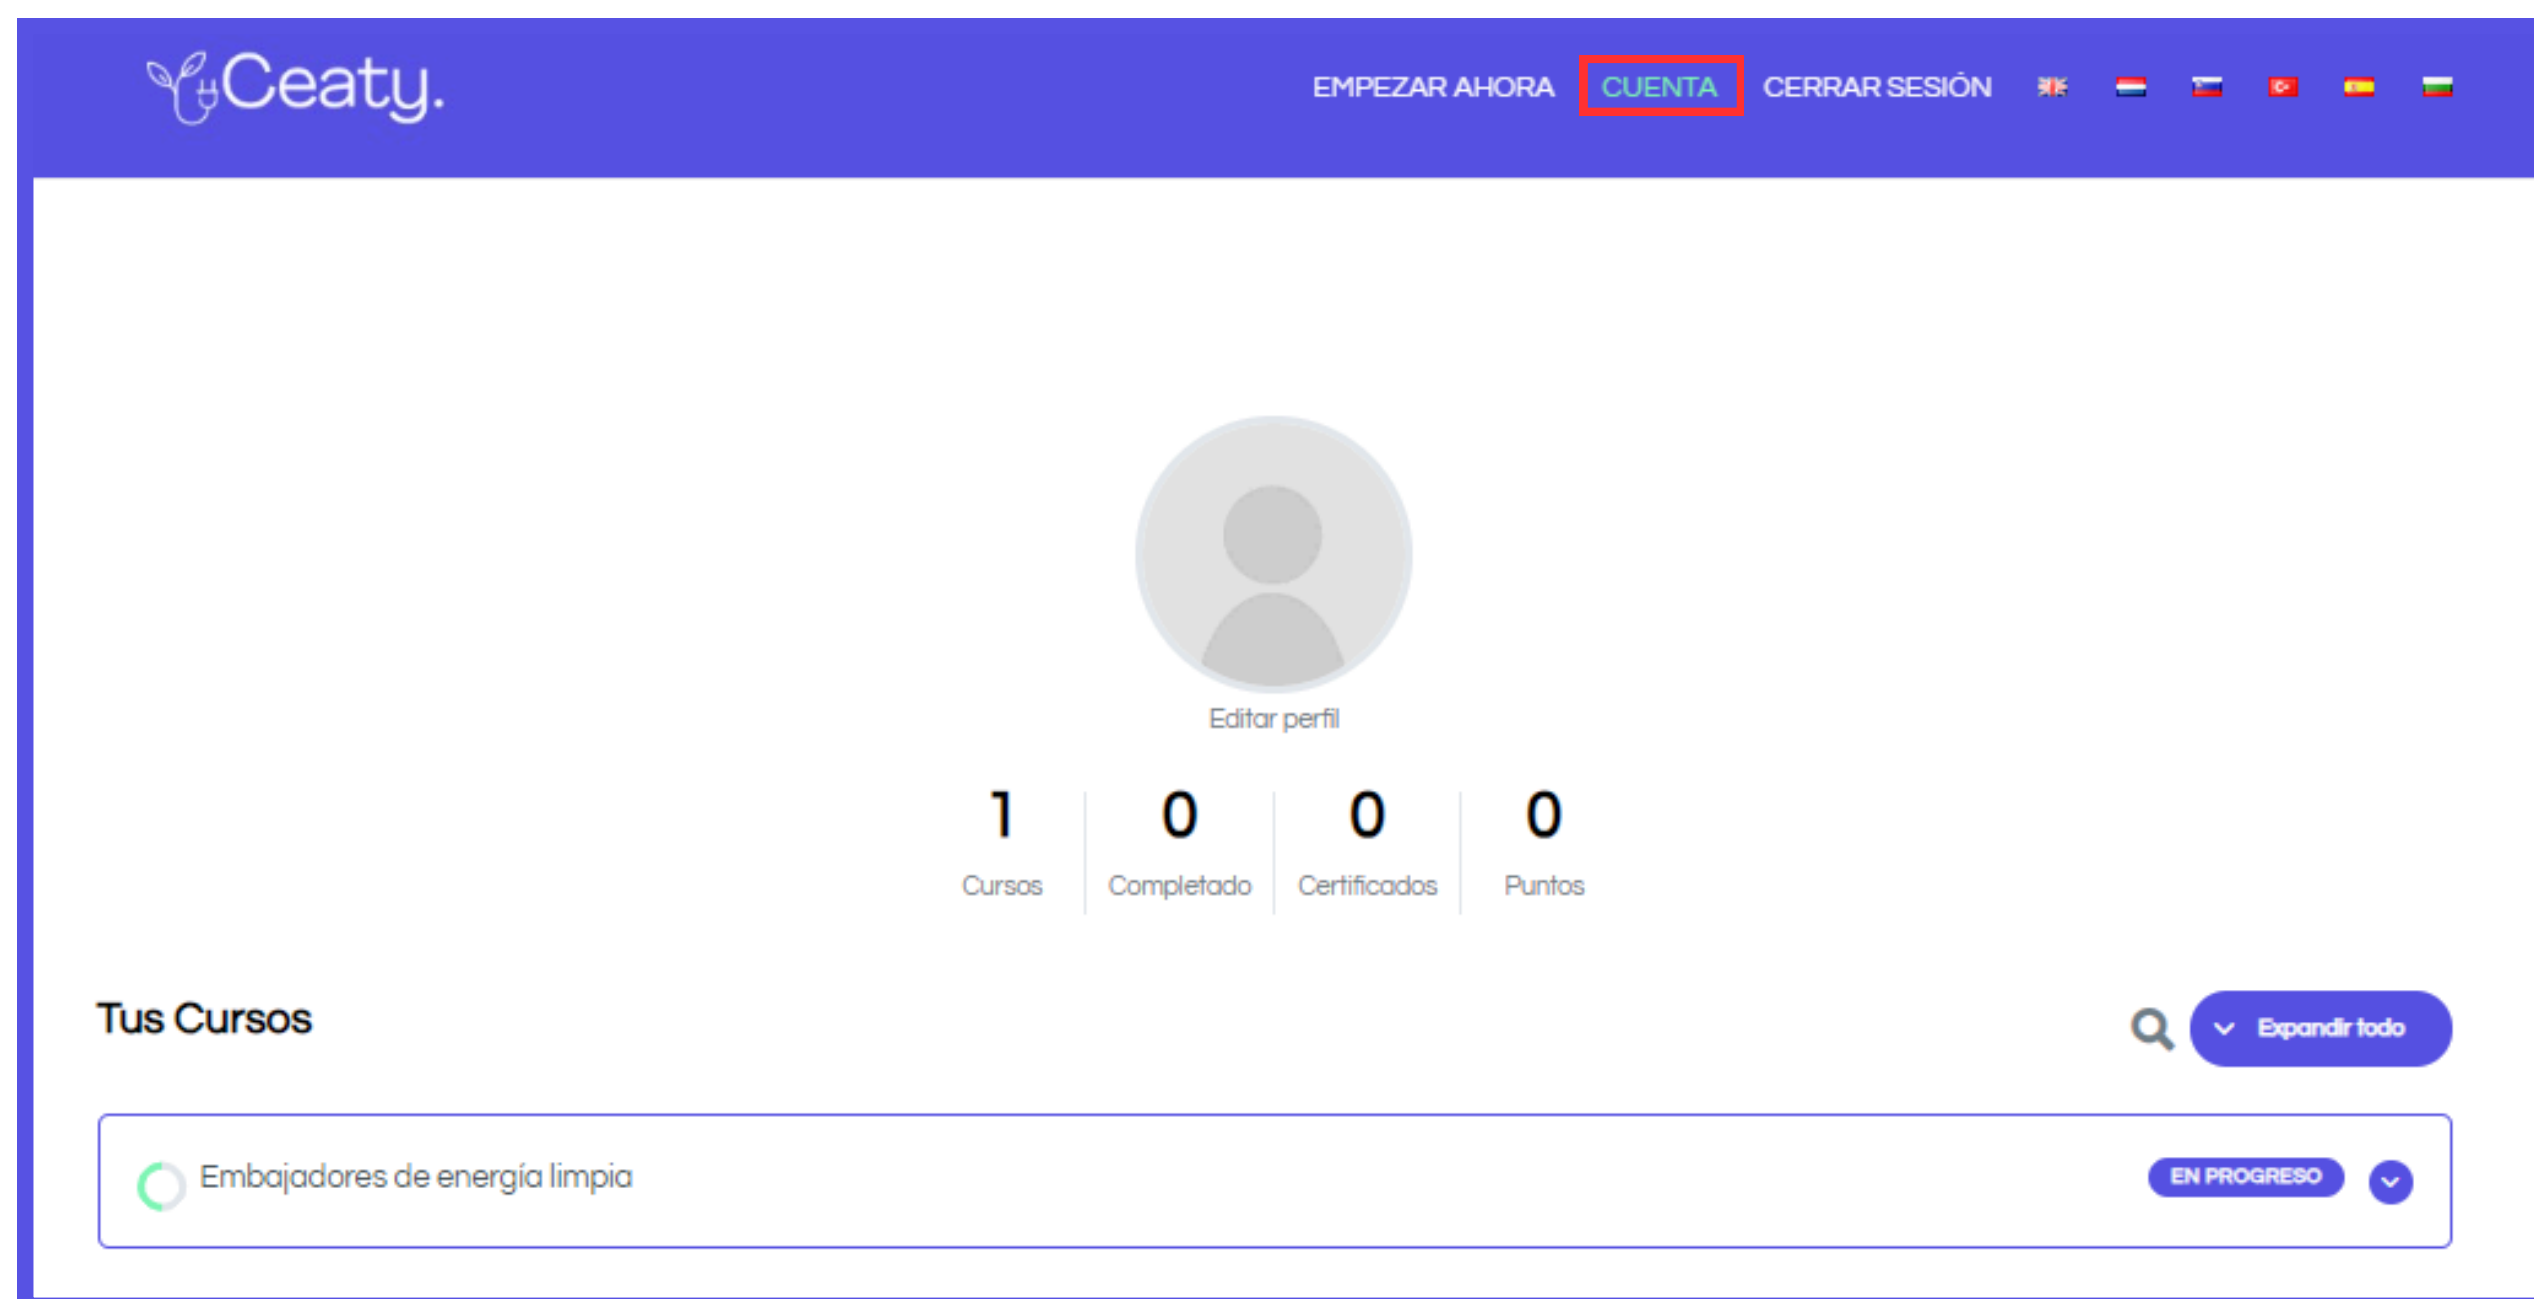 Ceaty.
EMPEZAR AHORA CUENTA CERRAR SESIÓN
Editar perfil
1 0 0 0
Cursos Completado Certificados Puntos
Tus Cursos
Expandir todo
Embajadores de energía limpia
EN PROGRESO